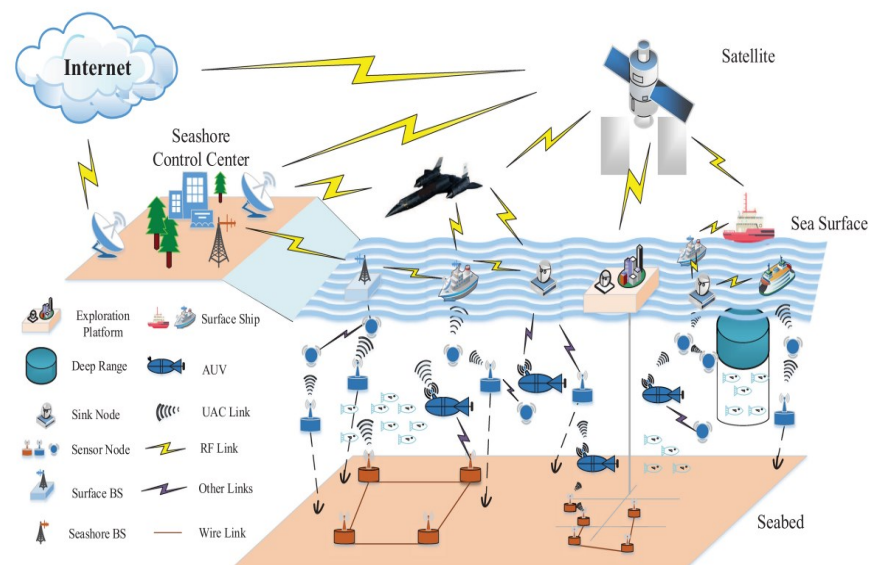 Internet
Satellite
Seashore
Control Center
Sea Surface
Exploration
Platform
Surface Ship
Deep Range
AUV
Sink Node
UAC Link
Sensor Node
RF Link
Surface BS
Other Links
Seashore BS
Wire Link
Seabed